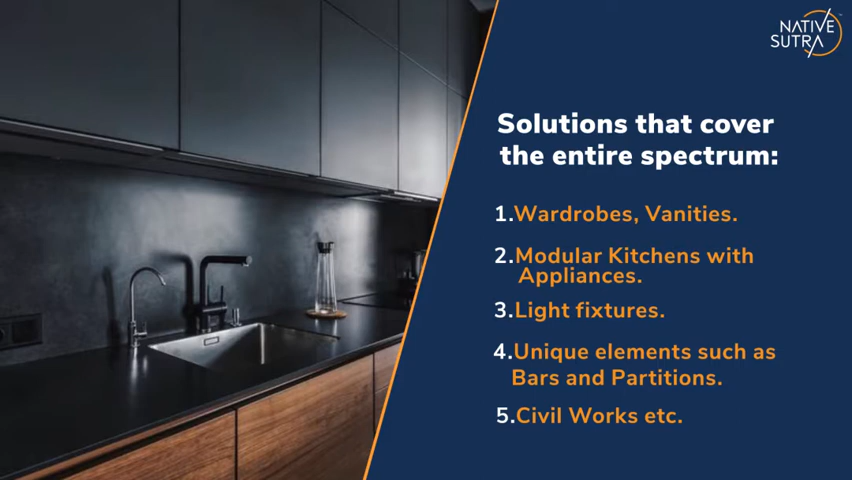 NATIVE
SUTRA
Solutions that cover
the entire spectrum:
1.Wardrobes, Vanities.
2.Modular Kitchens with
Appliances.
3.Light fixtures.
4.Unique elements such as
Bars and Partitions.
5.Civil Works etc.